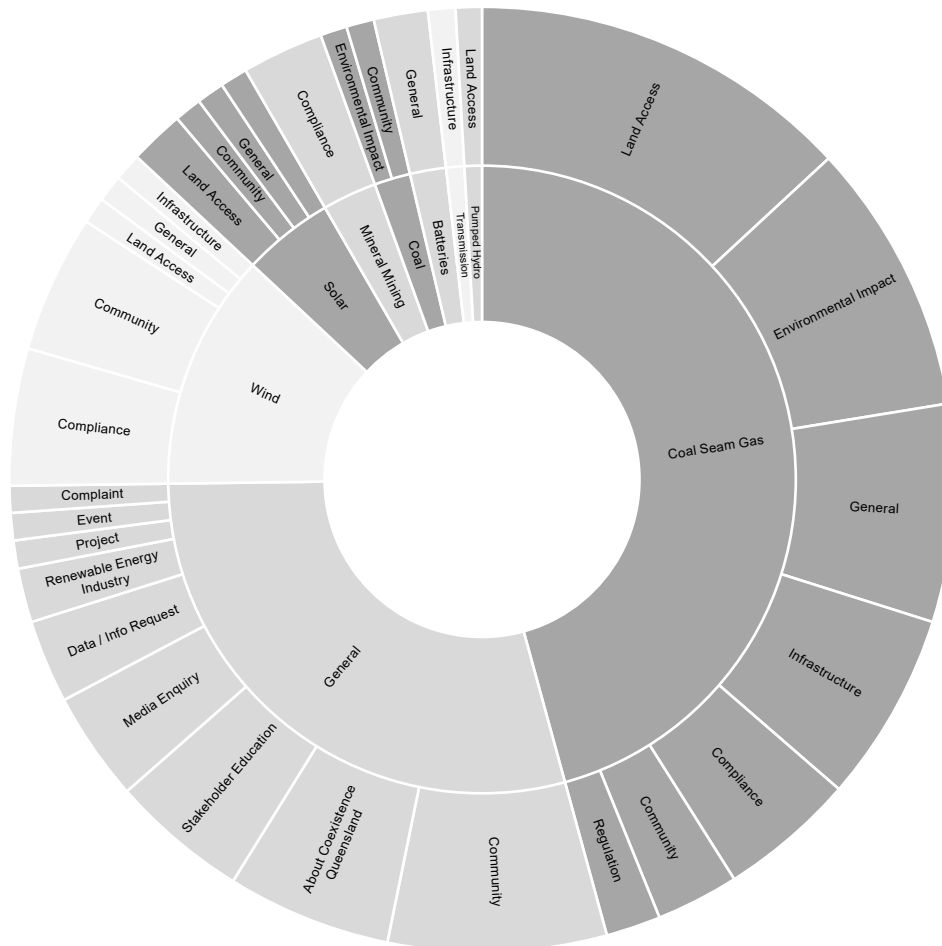 Land Access
Environmental Impact
General
Infrastructure
Compliance
Community
Regulation
Coal Seam Gas
Community
About Coexistence
Queensland
Stakeholder Education
Media Enquiry
Data / Info Request
Renewable Energy
Industry
Project
Event
Complaint
General
Compliance
Community
Land Access
General
Infrastructure
Wind
Land Access
Community
General
Solar
Compliance
Mineral Mining
Environmental Impact
Community
Coal
General
Batteries
Infrastructure
Transmission
Land Access
Pumped Hydro